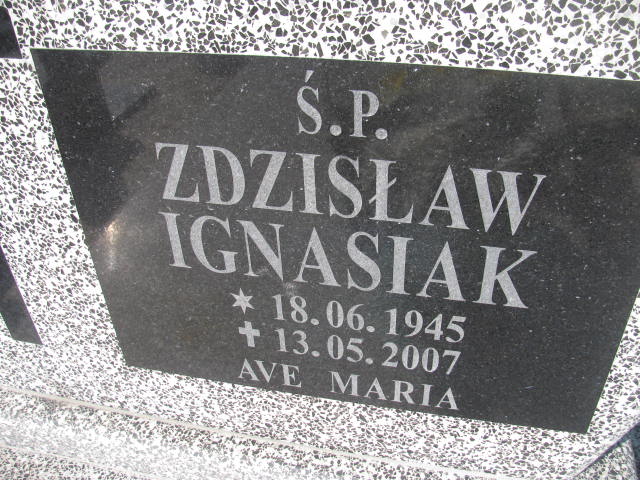 Ś.P.
ZDZISŁAW
IGNASIAK
* 18.06.1945
✝ 13.05.2007
AVE MARIA